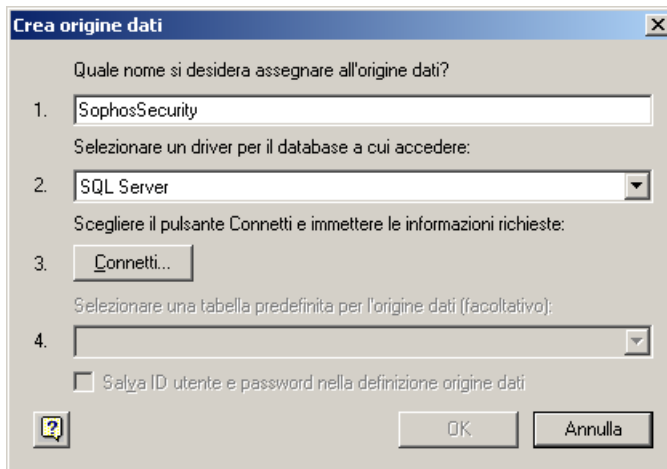 Crea origine dati
Quale nome si desidera assegnare all'origine dati?
1. SophosSecurity
Selezionare un driver per il database a cui accedere:
2. SQL Server
Scegliere il pulsante Connetti e immettere le informazioni richieste:
3. Connetti...
Selezionare una tabella predefinita per l'origine dati (facoltativo):
4.
Salva ID utente e password nella definizione origine dati
OK Annulla